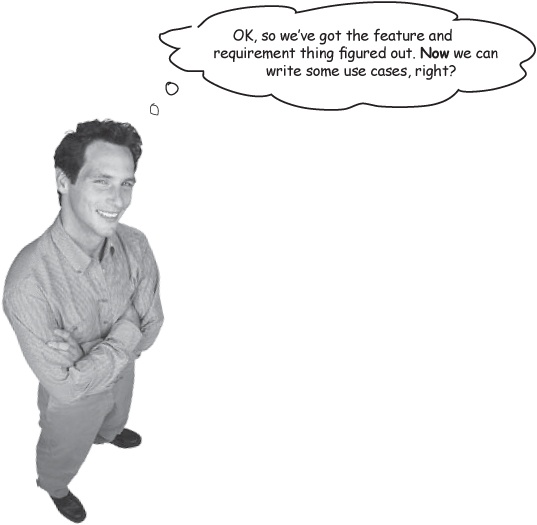 OK, so we've got the feature and
requirement thing figured out. Now we can
write some use cases, right?